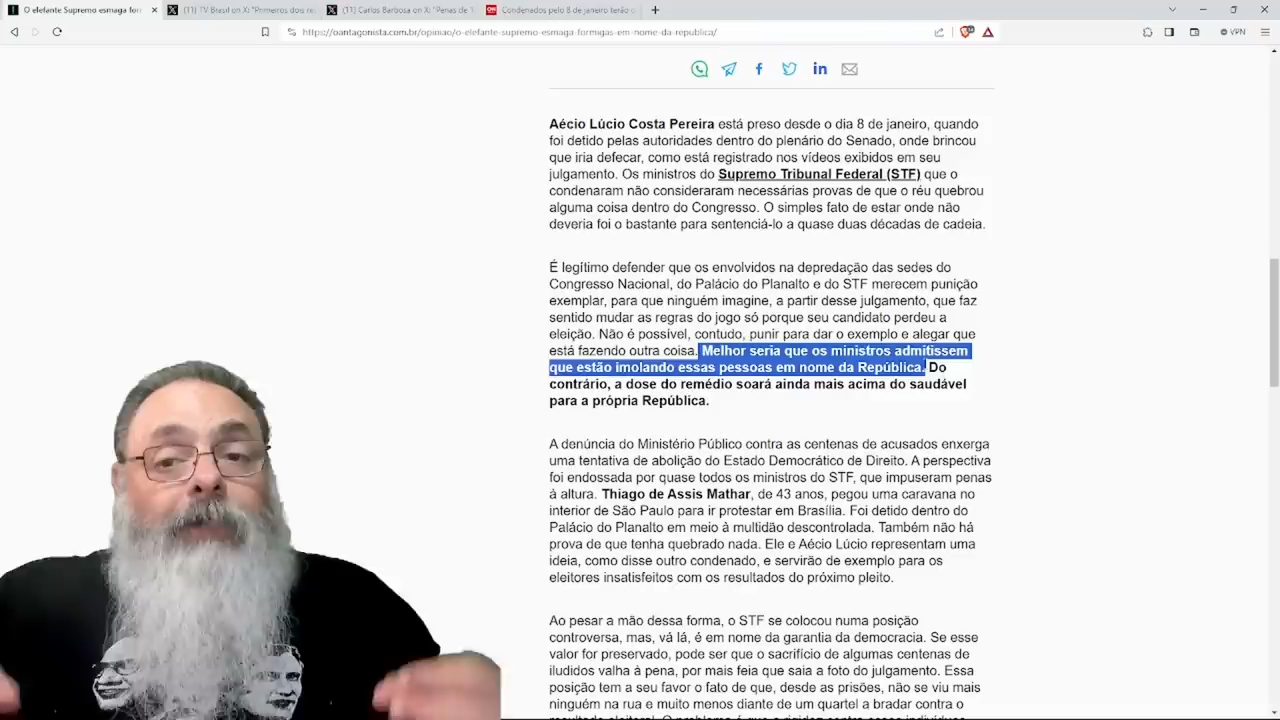 O elefante Supremo esmaga for
(11) TV Brasil on X: "Primeiros dois re
(11) Carlos Barbosa on X: "Penas de 1
Condenados pelo 8 de janeiro terão o
https://oantagonista.com.br/opiniao/o-elefante-supremo-esmaga-formigas-em-nome-da-republica/
VPN
Aécio Lúcio Costa Pereira está preso desde o dia 8 de janeiro, quando
foi detido pelas autoridades dentro do plenário do Senado, onde brincou
que iria defecar, como está registrado nos vídeos exibidos em seu
julgamento. Os ministros do Supremo Tribunal Federal (STF) que o
condenaram não consideraram necessárias provas de que o réu quebrou
alguma coisa dentro do Congresso. O simples fato de estar onde não
deveria foi o bastante para sentenciá-lo a quase duas décadas de cadeia.
É legítimo defender que os envolvidos na depredação das sedes do
Congresso Nacional, do Palácio do Planalto e do STF merecem punição
exemplar, para que ninguém imagine, a partir desse julgamento, que faz
sentido mudar as regras do jogo só porque seu candidato perdeu a
eleição. Não é possível, contudo, punir para dar o exemplo e alegar que
está fazendo outra coisa. Melhor seria que os ministros admitissem
que estão imolando essas pessoas em nome da República. Do
contrário, a dose do remédio soará ainda mais acima do saudável
para a própria República.
A denúncia do Ministério Público contra as centenas de acusados enxerga
uma tentativa de abolição do Estado Democrático de Direito. A perspectiva
foi endossada por quase todos os ministros do STF, que impuseram penas
à altura. Thiago de Assis Mathar, de 43 anos, pegou uma caravana no
interior de São Paulo para ir protestar em Brasília. Foi detido dentro do
Palácio do Planalto em meio à multidão descontrolada. Também não há
prova de que tenha quebrado nada. Ele e Aécio Lúcio representam uma
ideia, como disse outro condenado, e servirão de exemplo para os
eleitores insatisfeitos com os resultados do próximo pleito.
Ao pesar a mão dessa forma, o STF se colocou numa posição
controversa, mas, vá lá, é em nome da garantia da democracia. Se esse
valor for preservado, pode ser que o sacrifício de algumas centenas de
iludidos valha à pena, por mais feia que saia a foto do julgamento. Essa
posição tem a seu favor o fato de que, desde as prisões, não se viu mais
ninguém na rua e muito menos diante de um quartel a bradar contra o